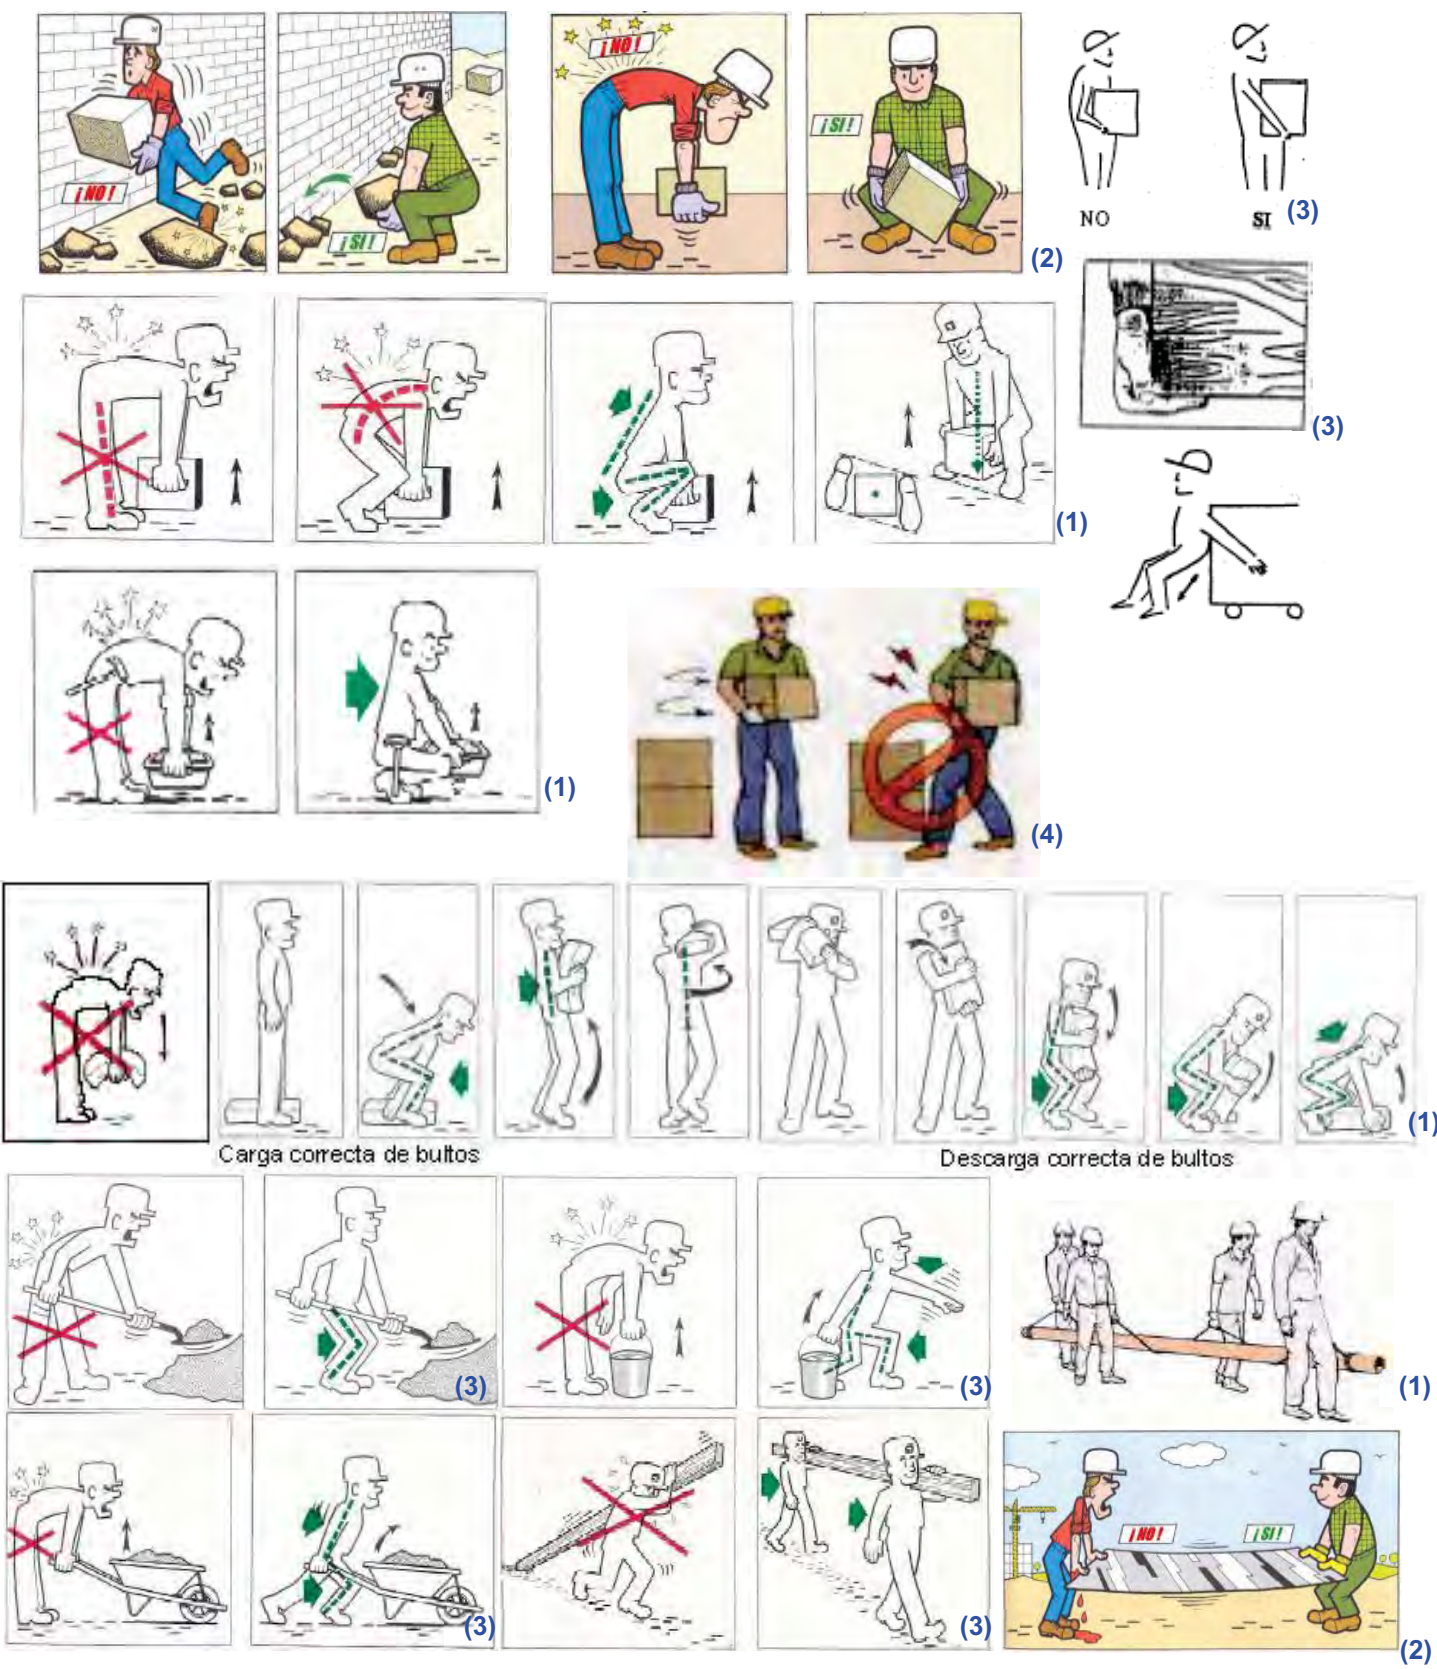 ¡NO!
¡SI!
¡NO!
¡SI!
(2)
NO
SI
(3)
(3)
(1)
(1)
(4)
(1)
Carga correcta de bultos
Descarga correcta de bultos
(3)
(3)
(1)
(3)
(3)
¡NO!
¡SI!
(2)